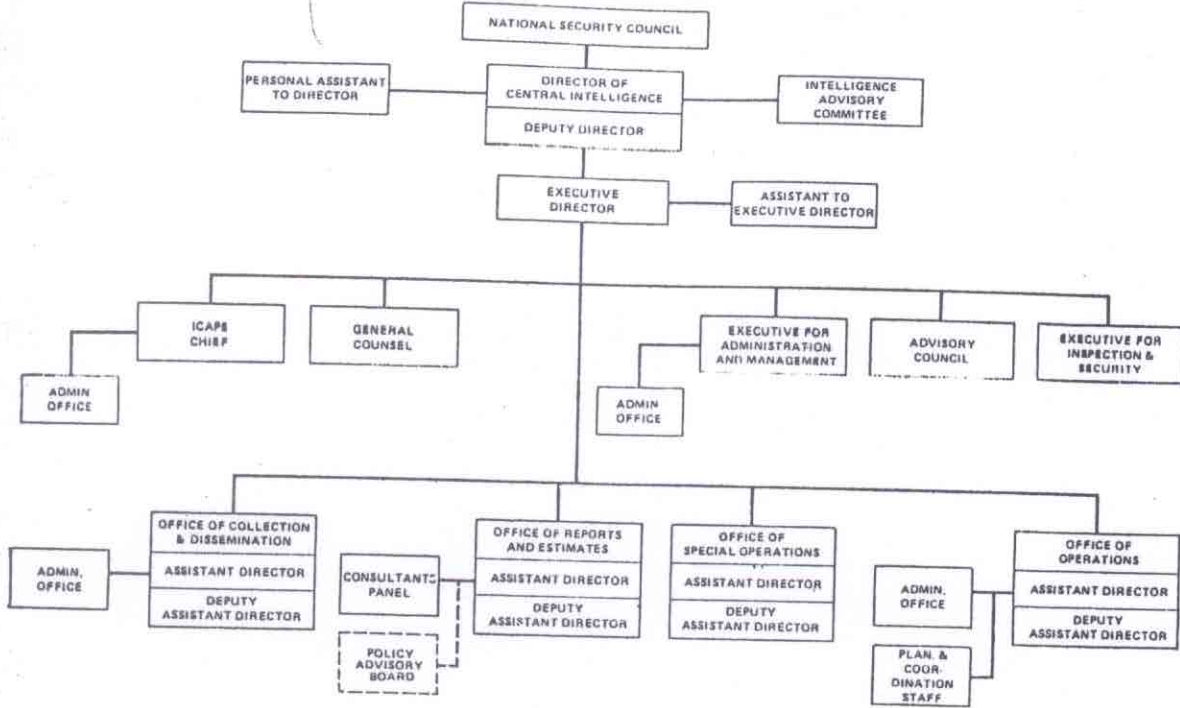 NATIONAL SECURITY COUNCIL
PERSONAL ASSISTANT
TO DIRECTOR
DIRECTOR OF
CENTRAL INTELLIGENCE
DEPUTY DIRECTOR
INTELLIGENCE
ADVISORY
COMMITTEE
EXECUTIVE
DIRECTOR
ASSISTANT TO
EXECUTIVE DIRECTOR
ICAPS
CHIEF
ADMIN
OFFICE
GENERAL
COUNSEL
EXECUTIVE FOR
ADMINISTRATION
AND MANAGEMENT
ADMIN
OFFICE
ADVISORY
COUNCIL
EXECUTIVE FOR
INSPECTION &
SECURITY
OFFICE OF COLLECTION
& DISSEMINATION
ASSISTANT DIRECTOR
DEPUTY
ASSISTANT DIRECTOR
ADMIN.
OFFICE
OFFICE OF REPORTS
AND ESTIMATES
ASSISTANT DIRECTOR
DEPUTY
ASSISTANT DIRECTOR
CONSULTANTS
PANEL
POLICY
ADVISORY
BOARD
OFFICE OF
SPECIAL OPERATIONS
ASSISTANT DIRECTOR
DEPUTY
ASSISTANT DIRECTOR
OFFICE OF
OPERATIONS
ASSISTANT DIRECTOR
DEPUTY
ASSISTANT DIRECTOR
ADMIN.
OFFICE
PLAN. &
COOR-
DINATION
STAFF